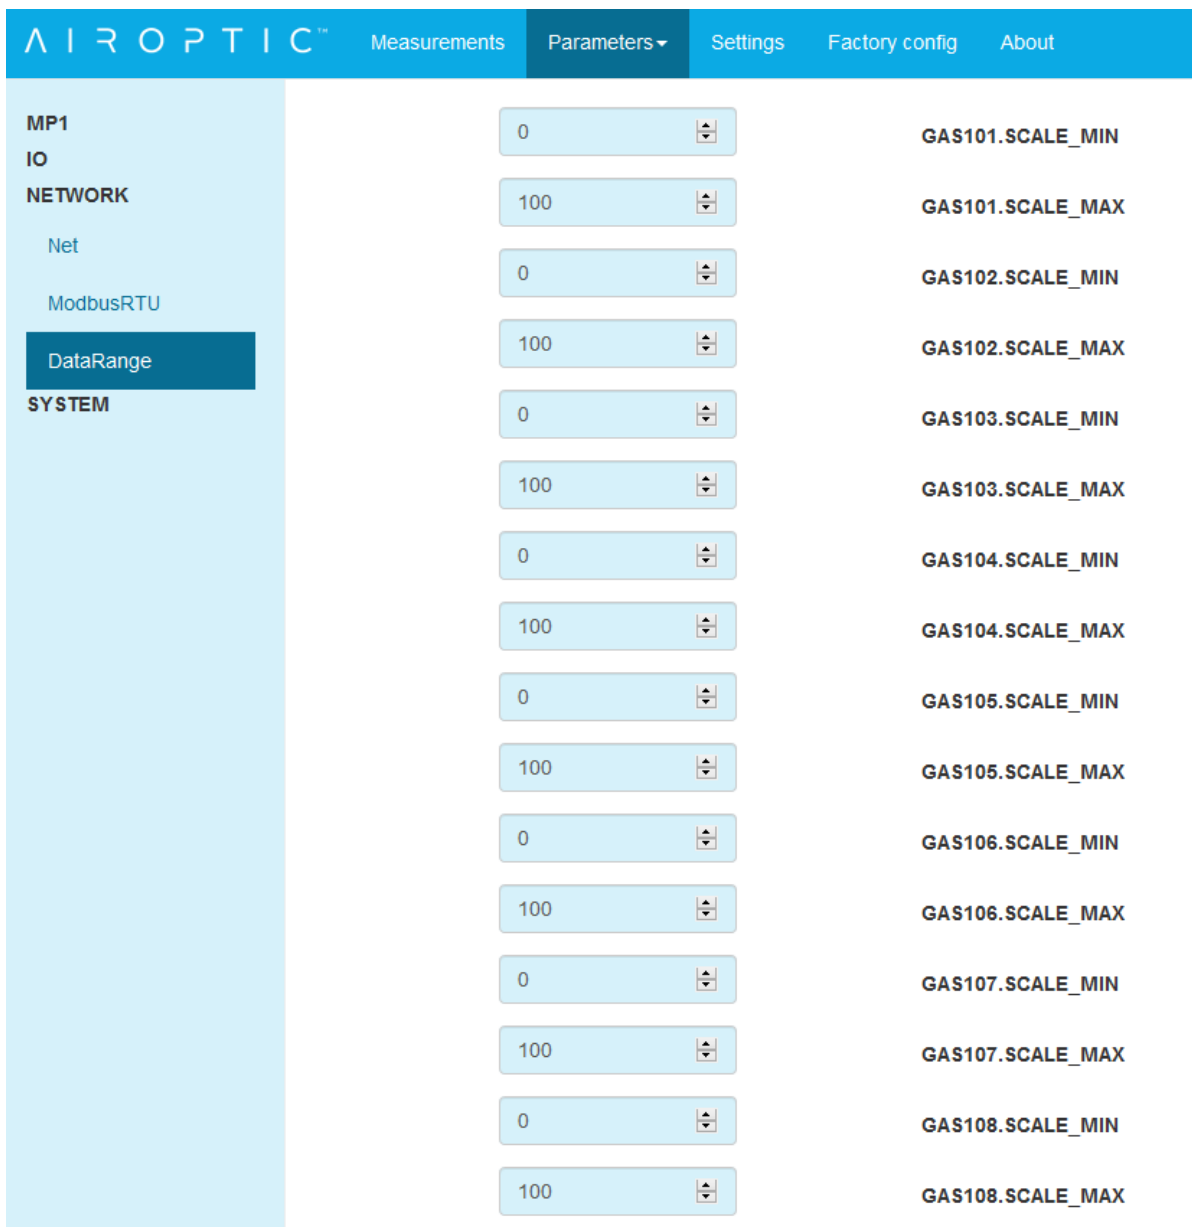 AIROPTIC™ Measurements Parameters Settings Factory config About
MP1
IO
NETWORK
Net
ModbusRTU
DataRange
SYSTEM
0 GAS101.SCALE_MIN
100 GAS101.SCALE_MAX
0 GAS102.SCALE_MIN
100 GAS102.SCALE_MAX
0 GAS103.SCALE_MIN
100 GAS103.SCALE_MAX
0 GAS104.SCALE_MIN
100 GAS104.SCALE_MAX
0 GAS105.SCALE_MIN
100 GAS105.SCALE_MAX
0 GAS106.SCALE_MIN
100 GAS106.SCALE_MAX
0 GAS107.SCALE_MIN
100 GAS107.SCALE_MAX
0 GAS108.SCALE_MIN
100 GAS108.SCALE_MAX